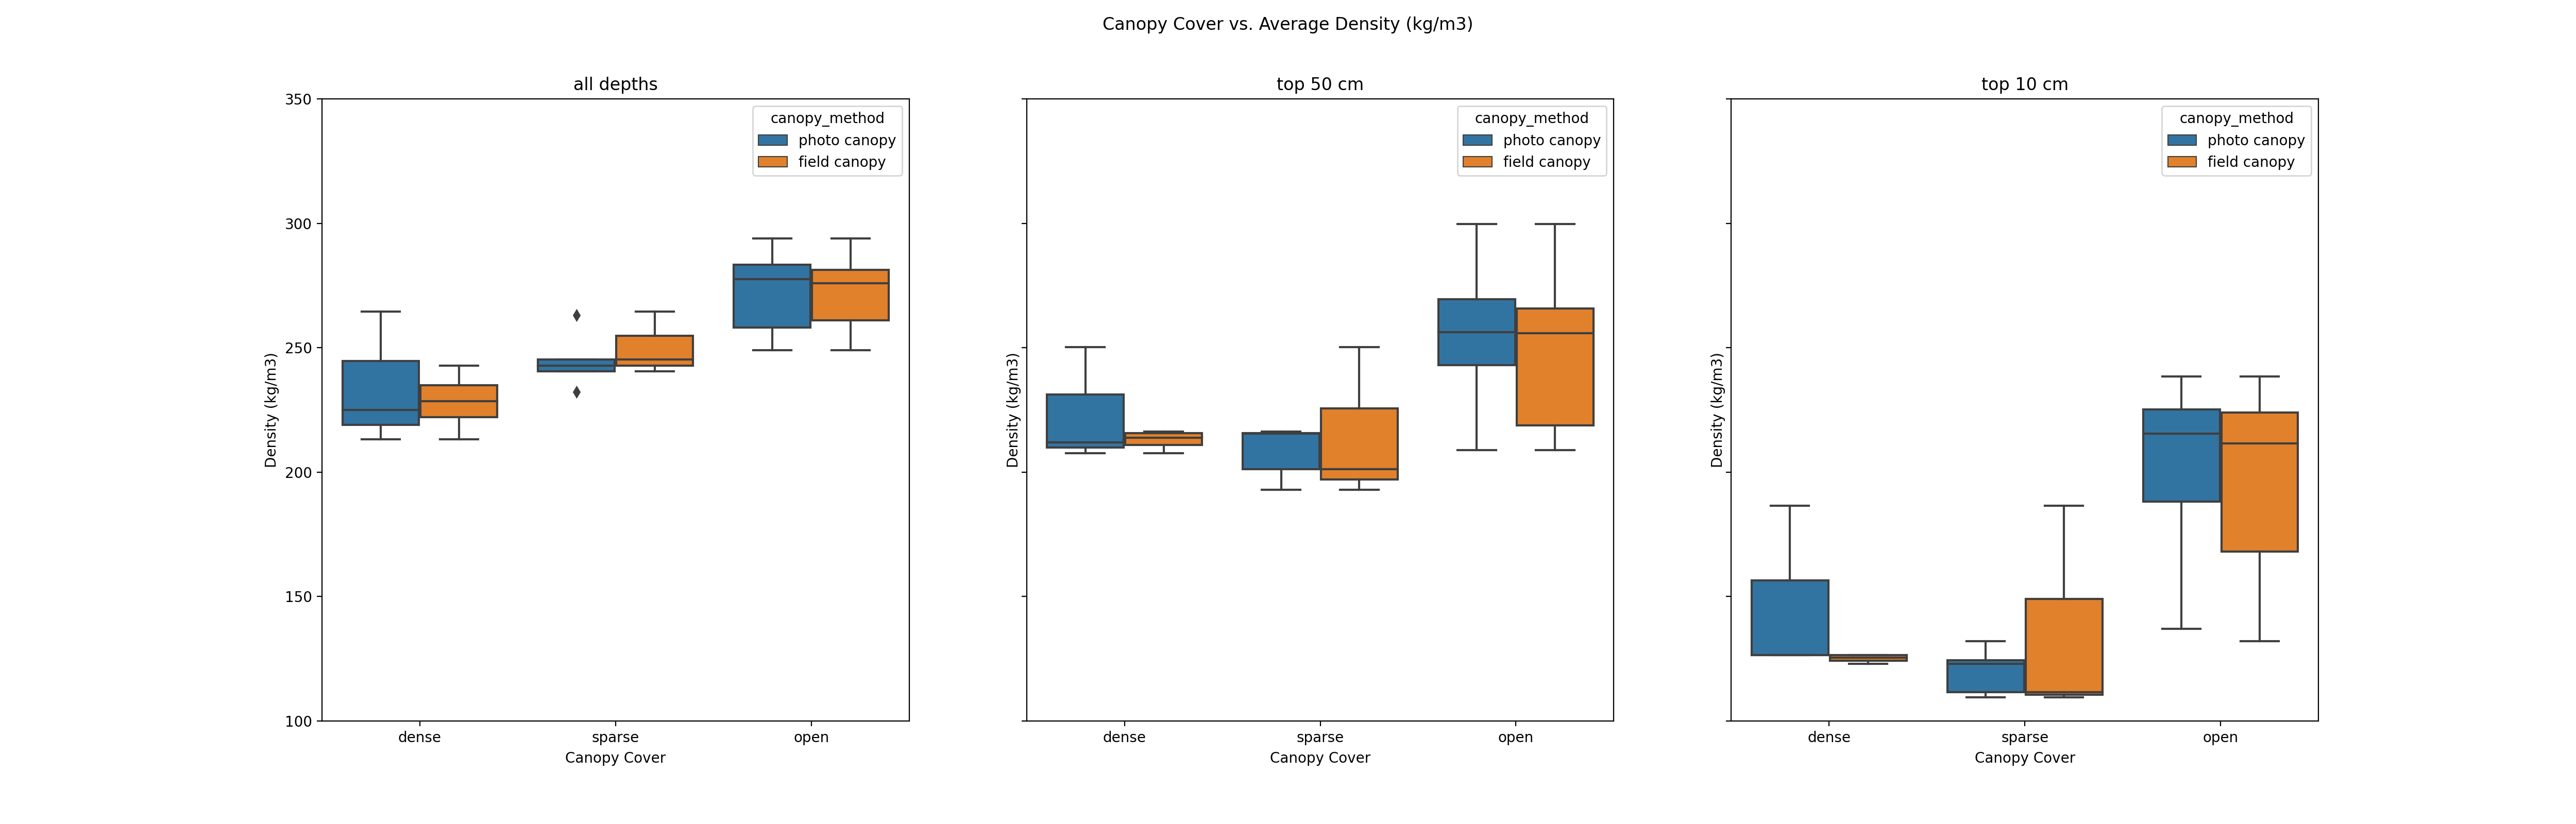 Canopy Cover vs. Average Density (kg/m3)
all depths
350
300
250
200
150
100
Density (kg/m3)
canopy_method
photo canopy
field canopy
dense
sparse
open
Canopy Cover
top 50 cm
Density (kg/m3)
canopy_method
photo canopy
field canopy
dense
sparse
open
Canopy Cover
top 10 cm
Density (kg/m3)
canopy_method
photo canopy
field canopy
dense
sparse
open
Canopy Cover